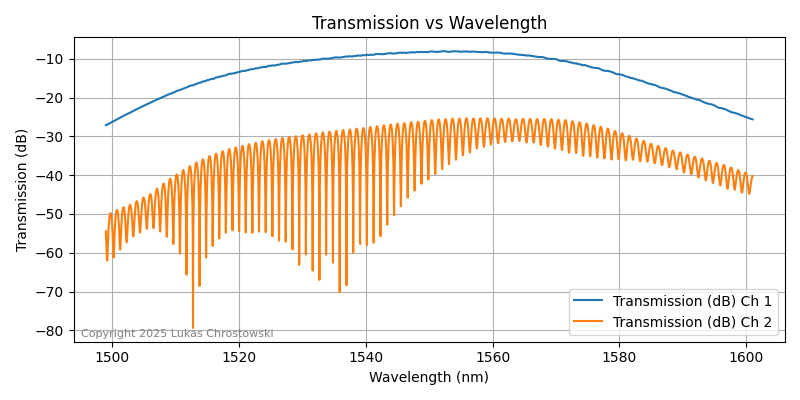 Transmission vs Wavelength
Transmission (dB)
−10
−20
−30
−40
−50
−60
−70
−80
Transmission (dB) Ch 1
Transmission (dB) Ch 2
Copyright 2025 Lukas Chrostowski
1500
1520
1540
1560
1580
1600
Wavelength (nm)